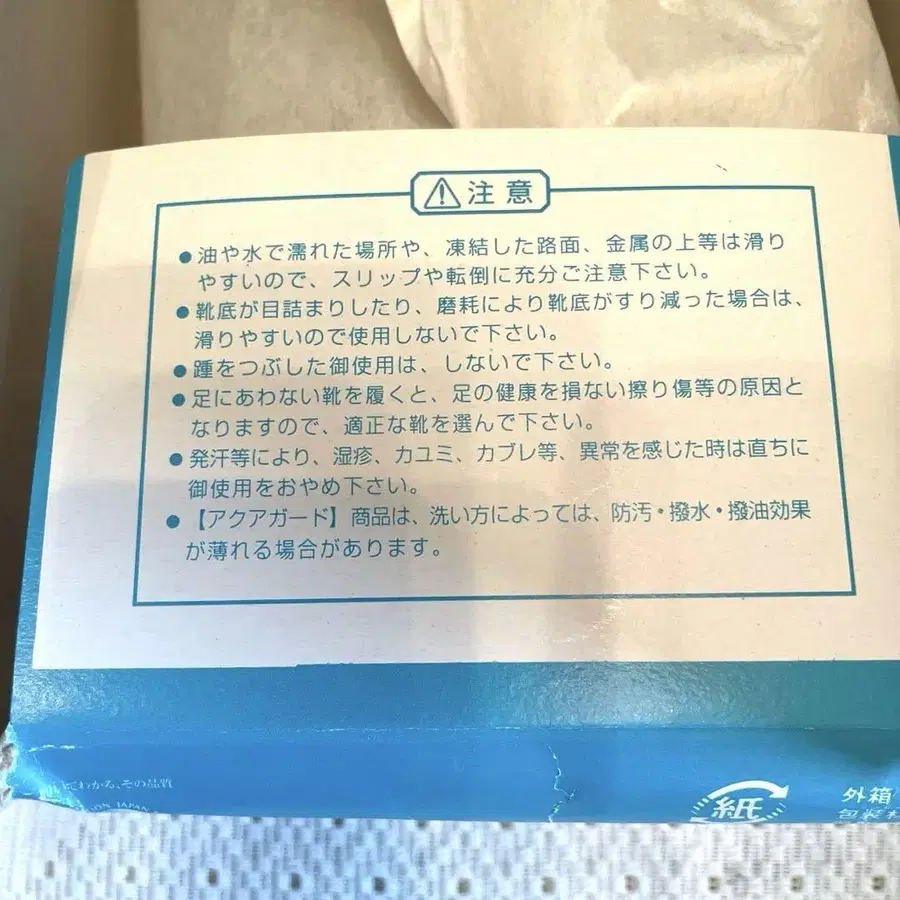 注意
●油や水で濡れた場所や、凍結した路面、金属の上等は滑り
やすいので、スリップや転倒に充分ご注意下さい。
●靴底が目詰まりしたり、磨耗により靴底がすり減った場合は、
滑りやすいので使用しないで下さい。
●踵をつぶした御使用は、しないで下さい。
●足にあわない靴を履くと、足の健康を損ない擦り傷等の原因と
なりますので、適正な靴を選んで下さい。
●発汗等により、湿疹、カユミ、カブレ等、異常を感じた時は直ちに
御使用をおやめ下さい。
●【アクアガード】商品は、洗い方によっては、防汚・撥水・撥油効果
が薄れる場合があります。
でわかる、その品質
JAPAN
紙
外箱
包装